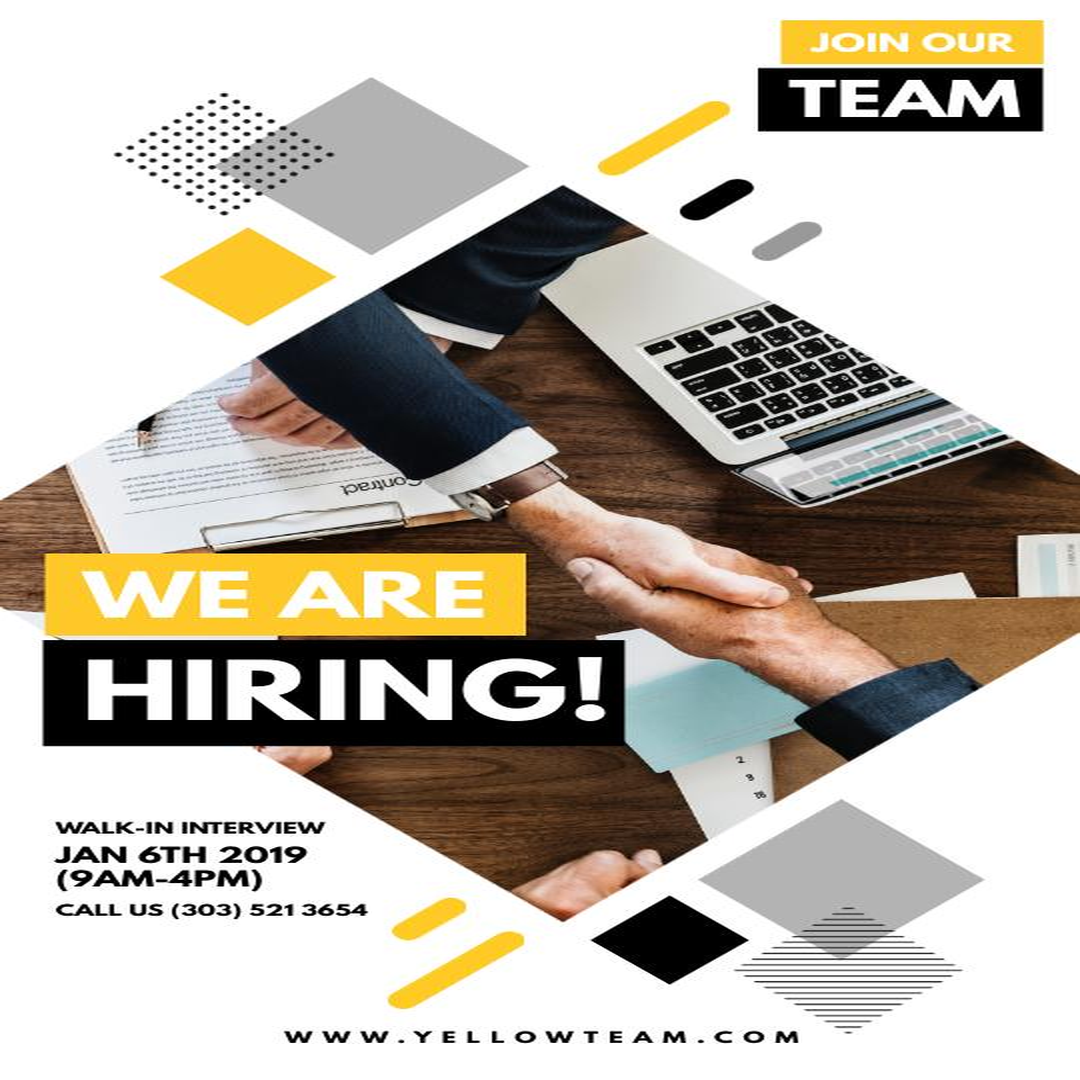 JOIN OUR
TEAM
Contract
WE ARE
HIRING!
WALK-IN INTERVIEW
JAN 6TH 2019
(9AM-4PM)
CALL US (303) 521 3654
WWW.YELLOWTEAM.COM